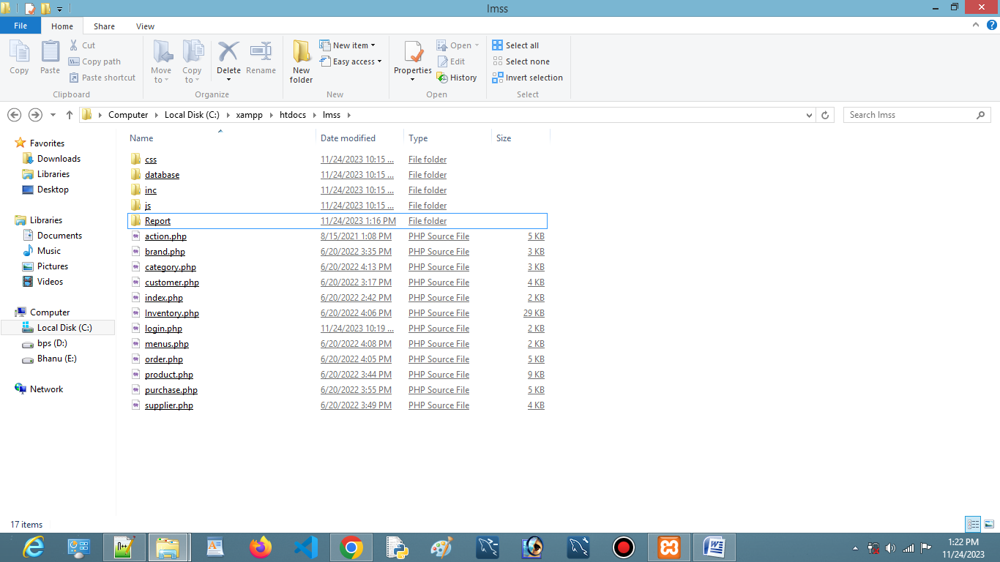 Imss
File Home Share View
Copy Paste Cut Copy path Paste shortcut Clipboard
Move to Copy to Delete Rename Organize
New folder New item Easy access New
Properties Open Edit History Open
Select all Select none Invert selection Select
Computer Local Disk (C:) xampp htdocs Imss Search Imss
Favorites
Downloads
Libraries
Desktop
Libraries
Documents
Music
Pictures
Videos
Computer
Local Disk (C:)
bps (D:)
Bhanu (E:)
Network
Name Date modified Type Size
css 11/24/2023 10:15 ... File folder
database 11/24/2023 10:15 ... File folder
inc 11/24/2023 10:15 ... File folder
js 11/24/2023 10:15 ... File folder
Report 11/24/2023 1:16 PM File folder
action.php 8/15/2021 1:08 PM PHP Source File 5 KB
brand.php 6/20/2022 3:35 PM PHP Source File 3 KB
category.php 6/20/2022 4:13 PM PHP Source File 3 KB
customer.php 6/20/2022 3:17 PM PHP Source File 4 KB
index.php 6/20/2022 2:42 PM PHP Source File 2 KB
Inventory.php 6/20/2022 4:06 PM PHP Source File 29 KB
login.php 11/24/2023 10:19 ... PHP Source File 2 KB
menus.php 6/20/2022 4:08 PM PHP Source File 2 KB
order.php 6/20/2022 4:05 PM PHP Source File 5 KB
product.php 6/20/2022 3:44 PM PHP Source File 9 KB
purchase.php 6/20/2022 3:55 PM PHP Source File 5 KB
supplier.php 6/20/2022 3:49 PM PHP Source File 4 KB
17 items
1:22 PM
11/24/2023